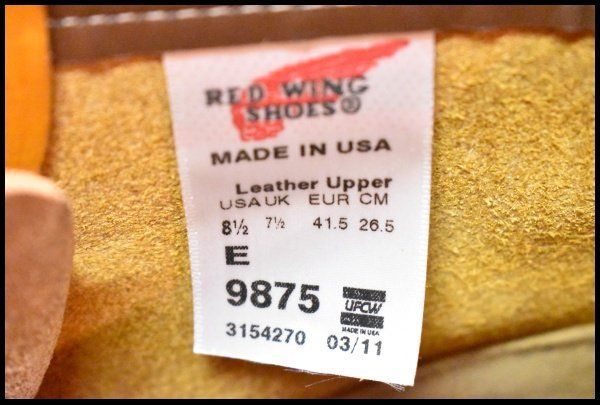 RED WING
SHOES®
MADE IN USA
Leather Upper
USA UK EUR CM
8½ 7½ 41.5 26.5
E
9875 UFCW
MADE IN USA
3154270 03/11